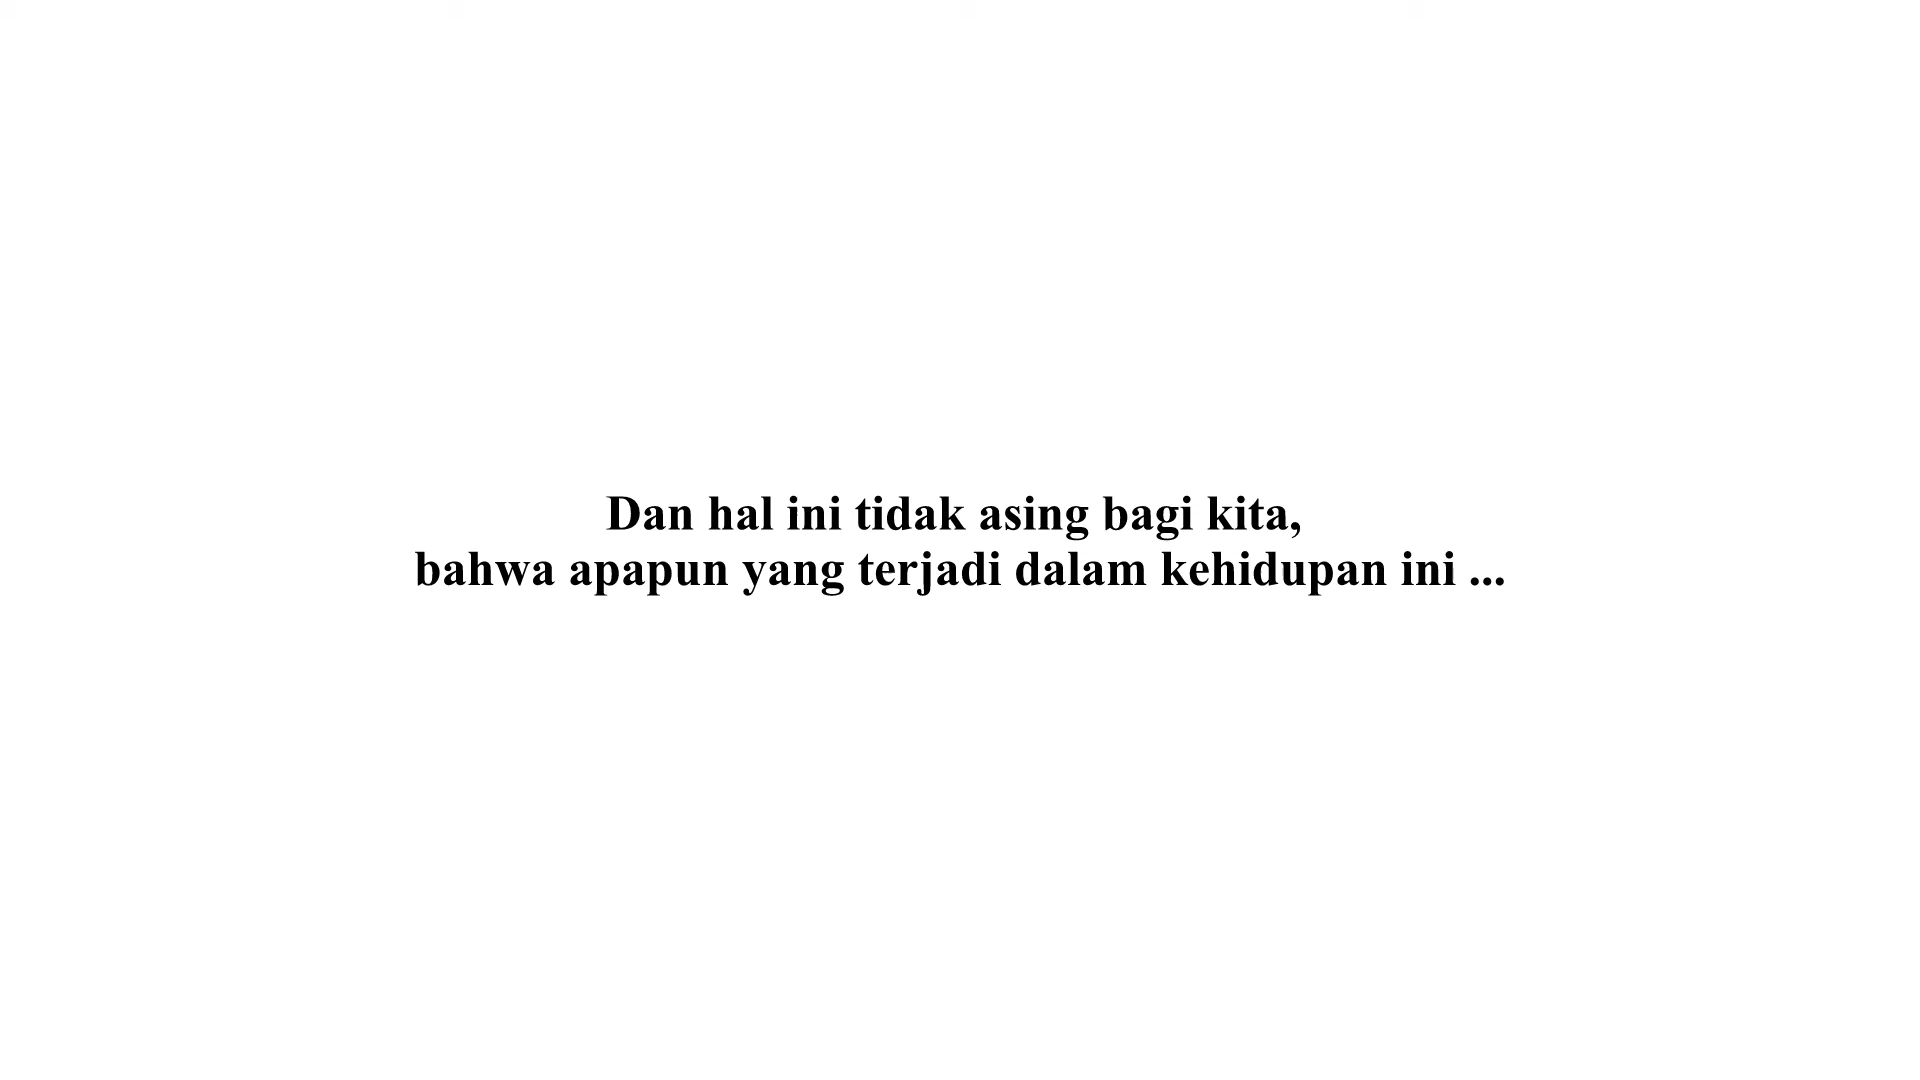 Dan hal ini tidak asing bagi kita,
bahwa apapun yang terjadi dalam kehidupan ini ...